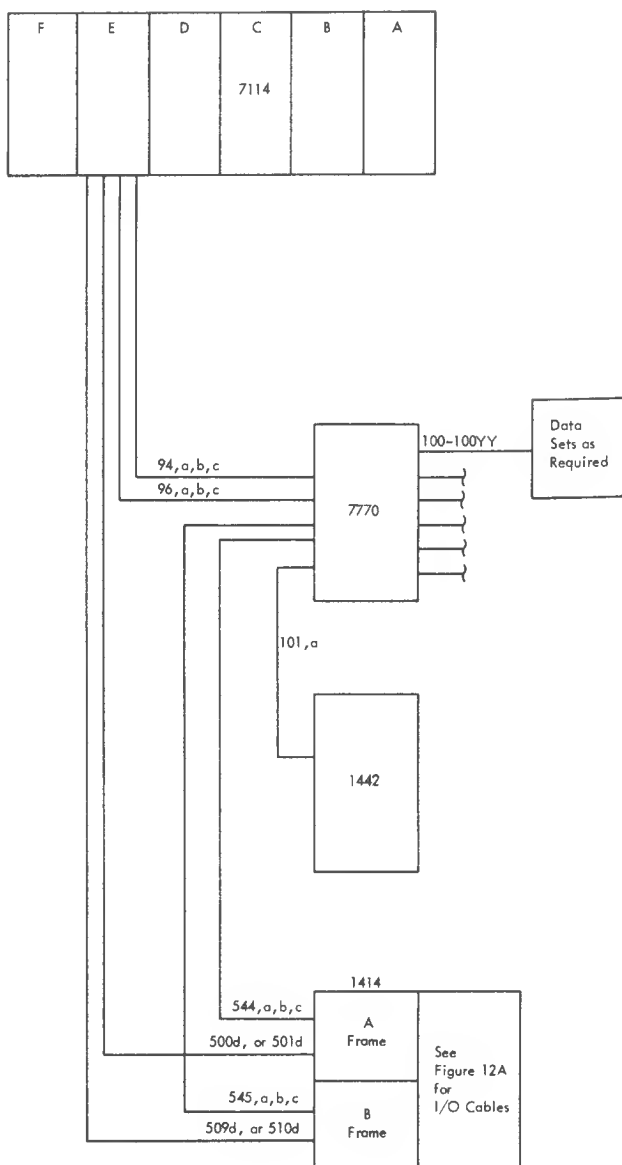 F E D C B A
7114
100-100YY
Data
Sets as
Required
94,a,b,c
96,a,b,c
7770
101,a
1442
1414
544,a,b,c
A
Frame
500d, or 501d
See
Figure 12A
for
I/O Cables
545,a,b,c
B
Frame
509d, or 510d